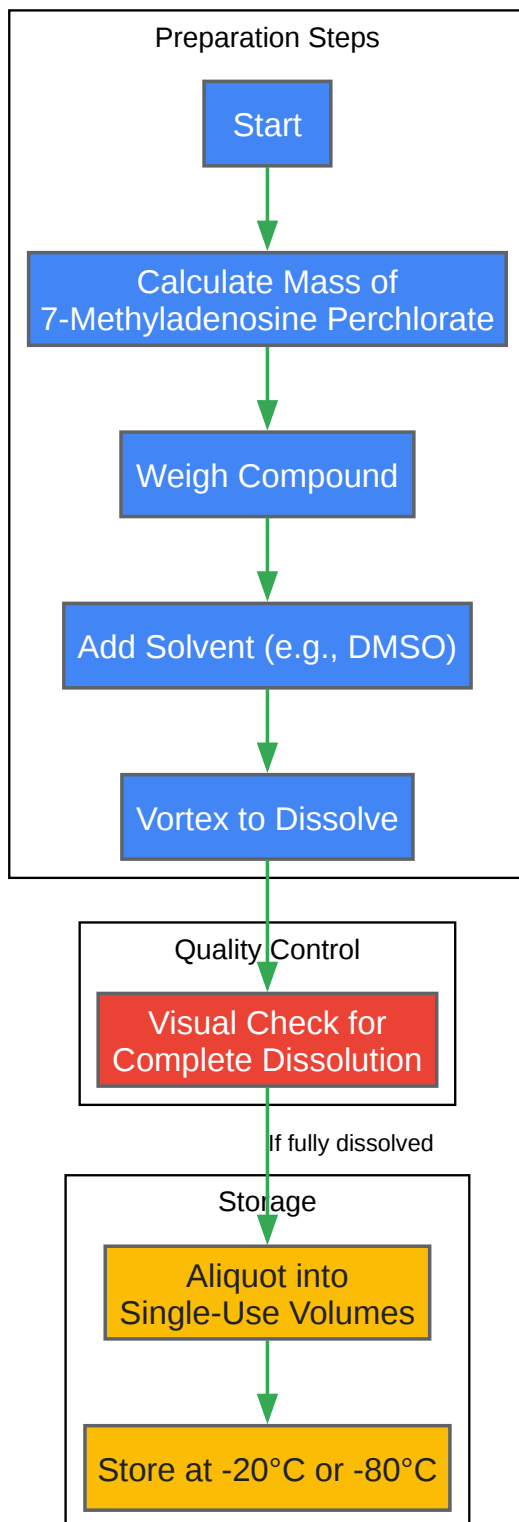 Preparation Steps
Start
Calculate Mass of
7-Methyladenosine Perchlorate
Weigh Compound
Add Solvent (e.g., DMSO)
Vortex to Dissolve
Quality Control
Visual Check for
Complete Dissolution
If fully dissolved
Storage
Aliquot into
Single-Use Volumes
Store at -20°C or -80°C